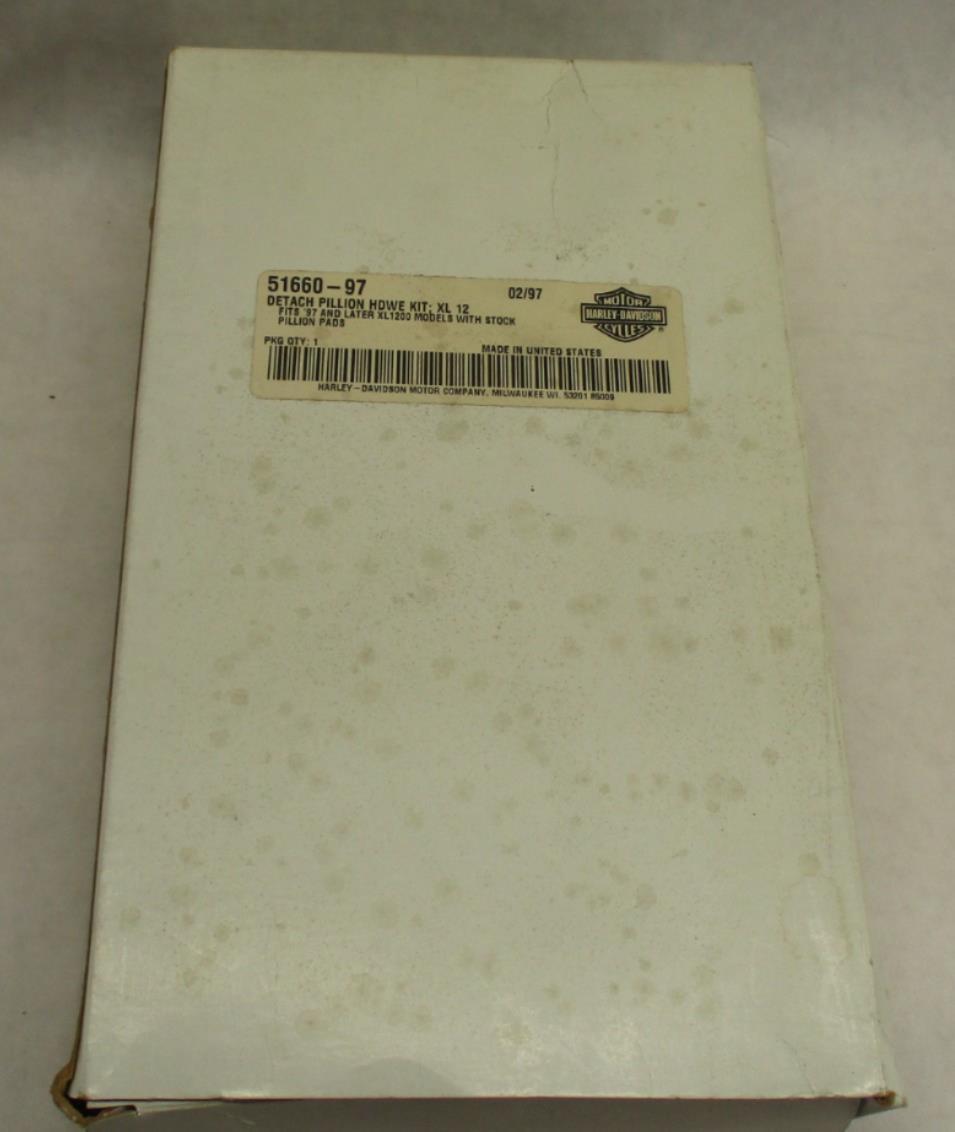 51660-97
02/97
DETACH PILLION HDWE KIT; XL 12
FITS '97 AND LATER XL1200 MODELS WITH STOCK
PILLION PADS
MOTOR
HARLEY-DAVIDSON
CYCLES
®
PKG QTY: 1
MADE IN UNITED STATES
HARLEY-DAVIDSON MOTOR COMPANY, MILWAUKEE WI. 53201